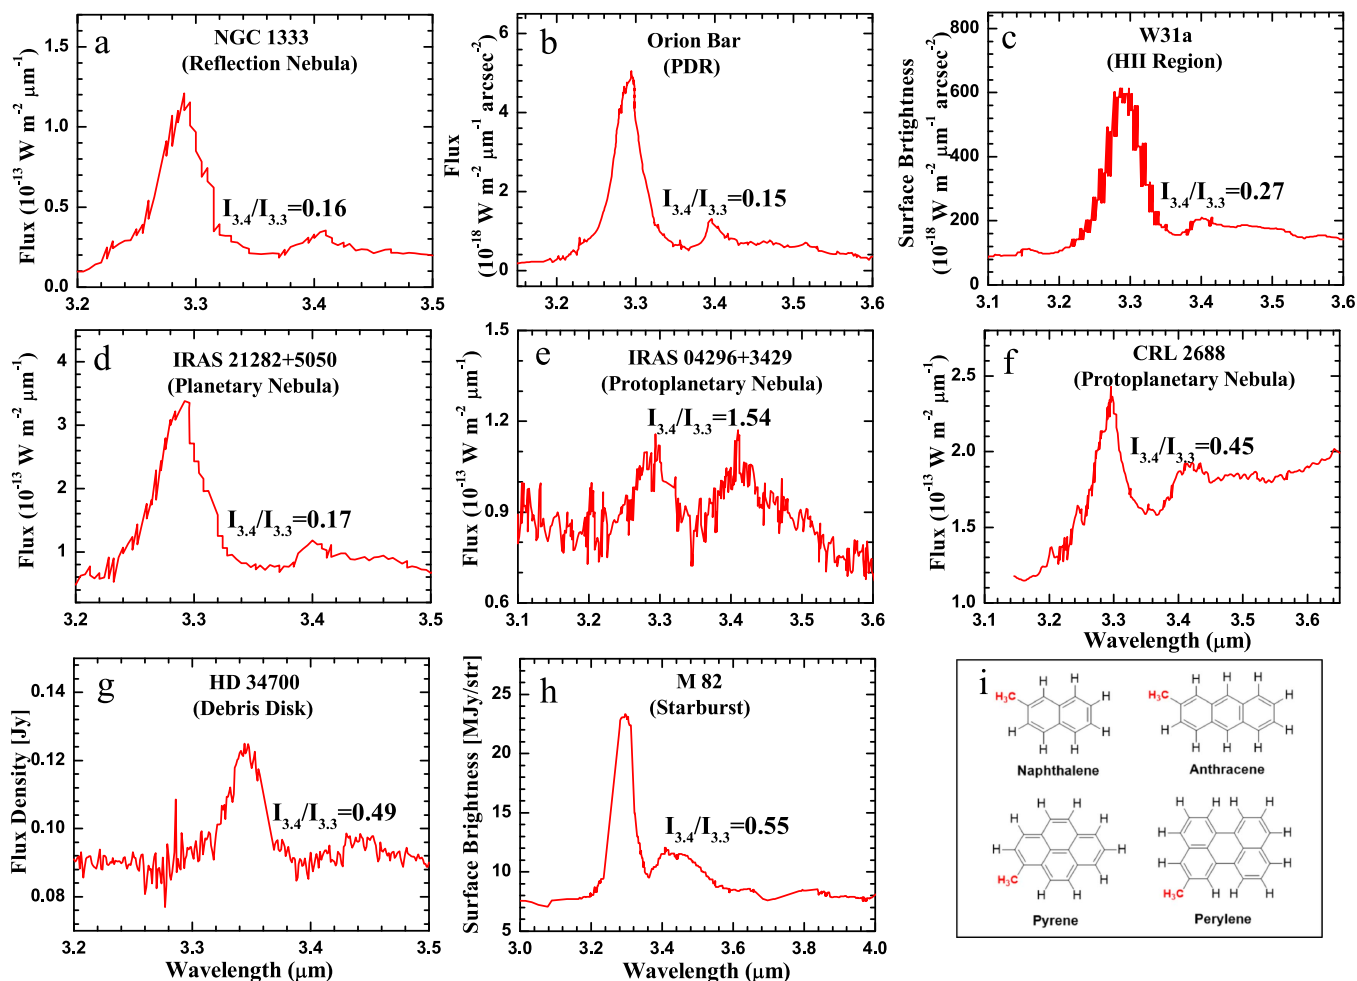 a
NGC 1333
(Reflection Nebula)
I3.4/I3.3=0.16
Flux (10-13 W m-2 μm-1)
1.5
1.0
0.5
0.0
3.2 3.3 3.4 3.5
b
Orion Bar
(PDR)
I3.4/I3.3=0.15
Flux
(10-18 W m-2 μm-1 arcsec-2)
6
4
2
0
3.2 3.3 3.4 3.5 3.6
c
W31a
(HII Region)
I3.4/I3.3=0.27
Surface Brtightness
(10-18 W m-2 μm-1 arcsec-2)
800
600
400
200
0
3.1 3.2 3.3 3.4 3.5 3.6
d
IRAS 21282+5050
(Planetary Nebula)
I3.4/I3.3=0.17
Flux (10-13 W m-2 μm-1)
4
3
2
1
3.2 3.3 3.4 3.5
e
IRAS 04296+3429
(Protoplanetary Nebula)
I3.4/I3.3=1.54
Flux (10-13 W m-2 μm-1)
1.5
1.2
0.9
0.6
3.1 3.2 3.3 3.4 3.5 3.6
f
CRL 2688
(Protoplanetary Nebula)
I3.4/I3.3=0.45
Flux (10-13 W m-2 μm-1)
2.5
2.0
1.5
1.0
3.1 3.2 3.3 3.4 3.5 3.6
Wavelength (μm)
g
HD 34700
(Debris Disk)
I3.4/I3.3=0.49
Flux Density [Jy]
0.14
0.12
0.10
0.08
3.2 3.3 3.4 3.5
Wavelength (μm)
h
M 82
(Starburst)
I3.4/I3.3=0.55
Surface Brightness [MJy/str]
25
20
15
10
5
3.0 3.2 3.4 3.6 3.8 4.0
Wavelength (μm)
i
H H H
H3C H
H H
H H
Naphthalene
H H H H
H3C H
H H
H H H
Anthracene
H H
H H
H H
H3C H H
Pyrene
H H H H
H H
H H
H3C H H H
Perylene